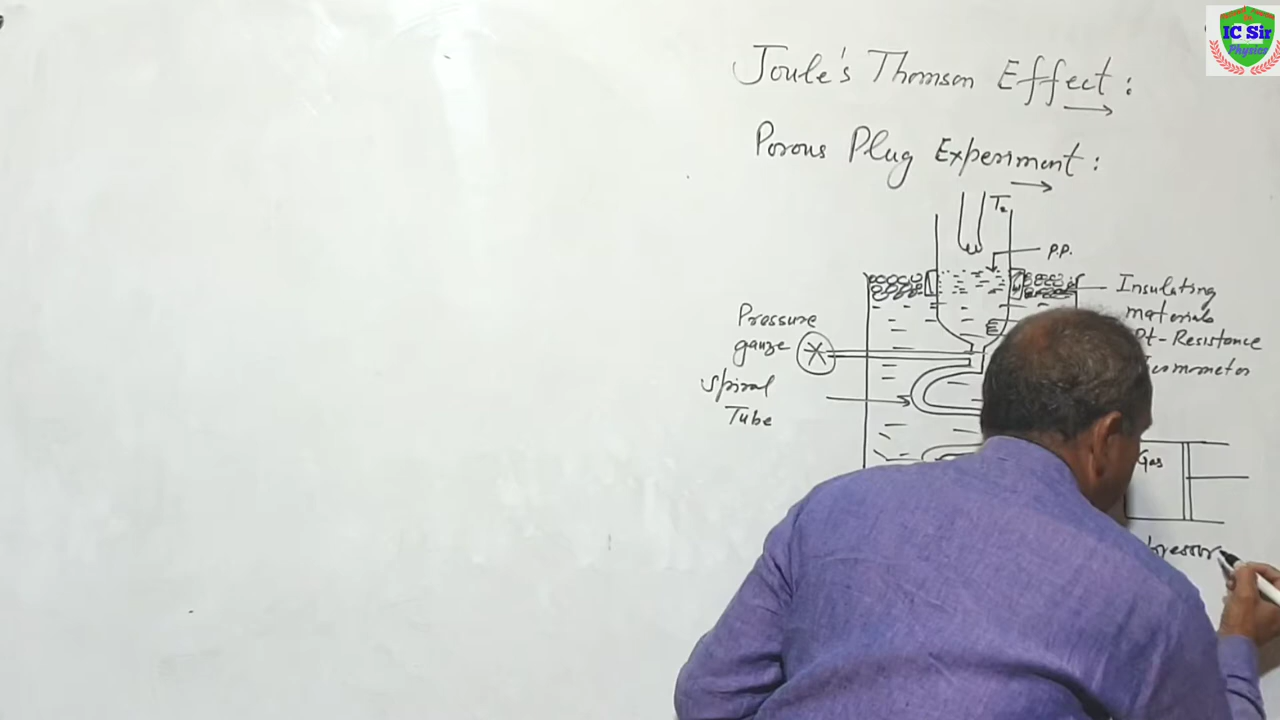 IC Sir
Physics
Joule's Thomson Effect :
Porous Plug Experiment :
T2
P.P.
Insulating
materials
Pressure
gauze
Pt - Resistance
Spiral
Tube
Gas